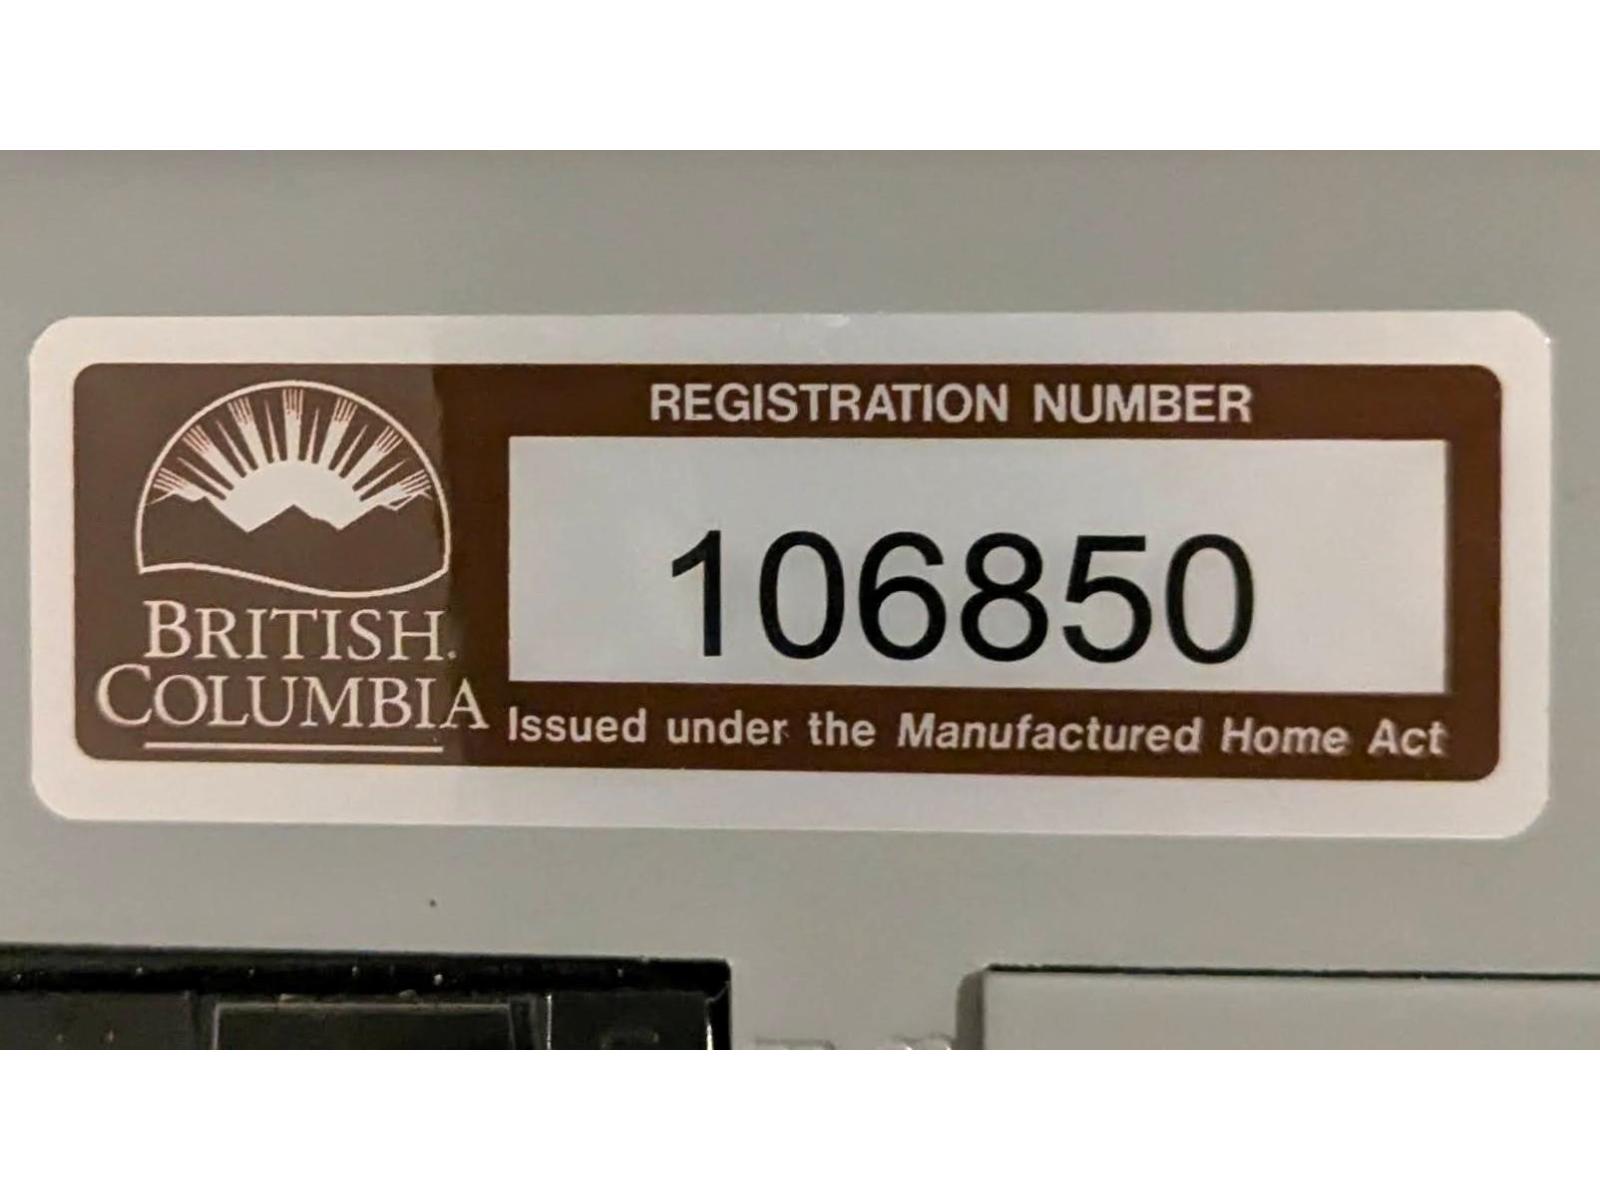 REGISTRATION NUMBER
106850
BRITISH
COLUMBIA
Issued under the Manufactured Home Act